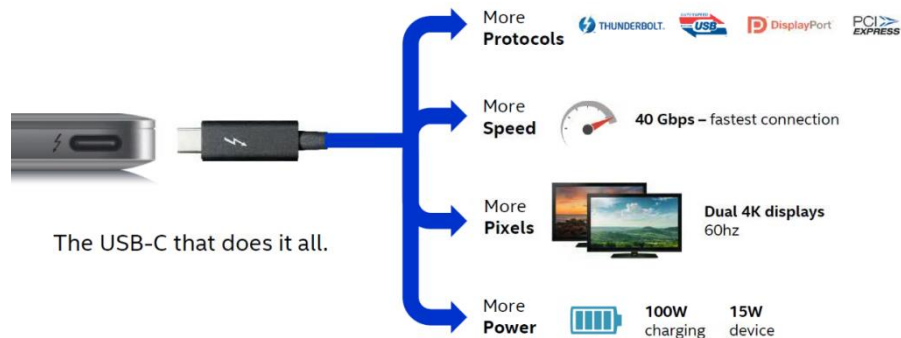 More
Protocols
THUNDERBOLT.
SUPERSPEED
USB
DisplayPort
PCI
EXPRESS
More
Speed
40 Gbps – fastest connection
The USB-C that does it all.
More
Pixels
Dual 4K displays
60hz
More
Power
100W
charging
15W
device